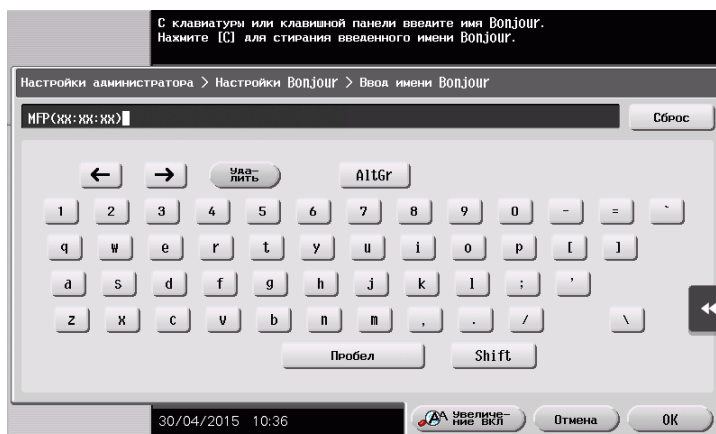 С клавиатуры или клавишной панели введите имя Bonjour.
Нажмите [C] для стирания введенного имени Bonjour.
Настройки администратора > Настройки Bonjour > Ввод имени Bonjour
MFP(xx:xx:xx) Сброс
← → Уда-
лить AltGr
1 2 3 4 5 6 7 8 9 0 - = `
q w e r t y u i o p [ ]
a s d f g h j k l ; '
z x c v b n m , . / \
Пробел Shift
30/04/2015 10:36 Увеличе-
ние вкл Отмена OK